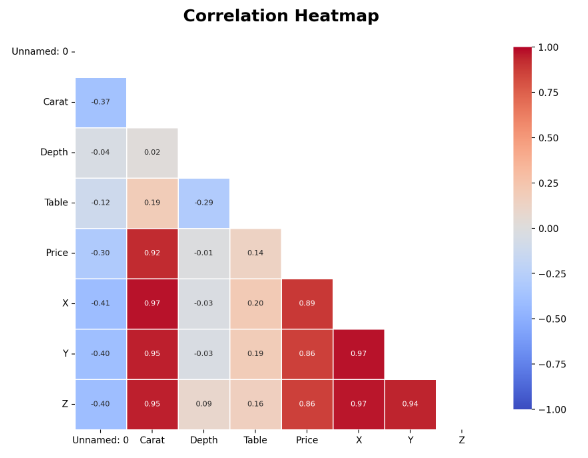 Correlation Heatmap
Unnamed: 0
Carat -0.37
Depth -0.04 0.02
Table -0.12 0.19 -0.29
Price -0.30 0.92 -0.01 0.14
X -0.41 0.97 -0.03 0.20 0.89
Y -0.40 0.95 -0.03 0.19 0.86 0.97
Z -0.40 0.95 0.09 0.16 0.86 0.97 0.94
Unnamed: 0 Carat Depth Table Price X Y Z
1.00
0.75
0.50
0.25
0.00
−0.25
−0.50
−0.75
−1.00